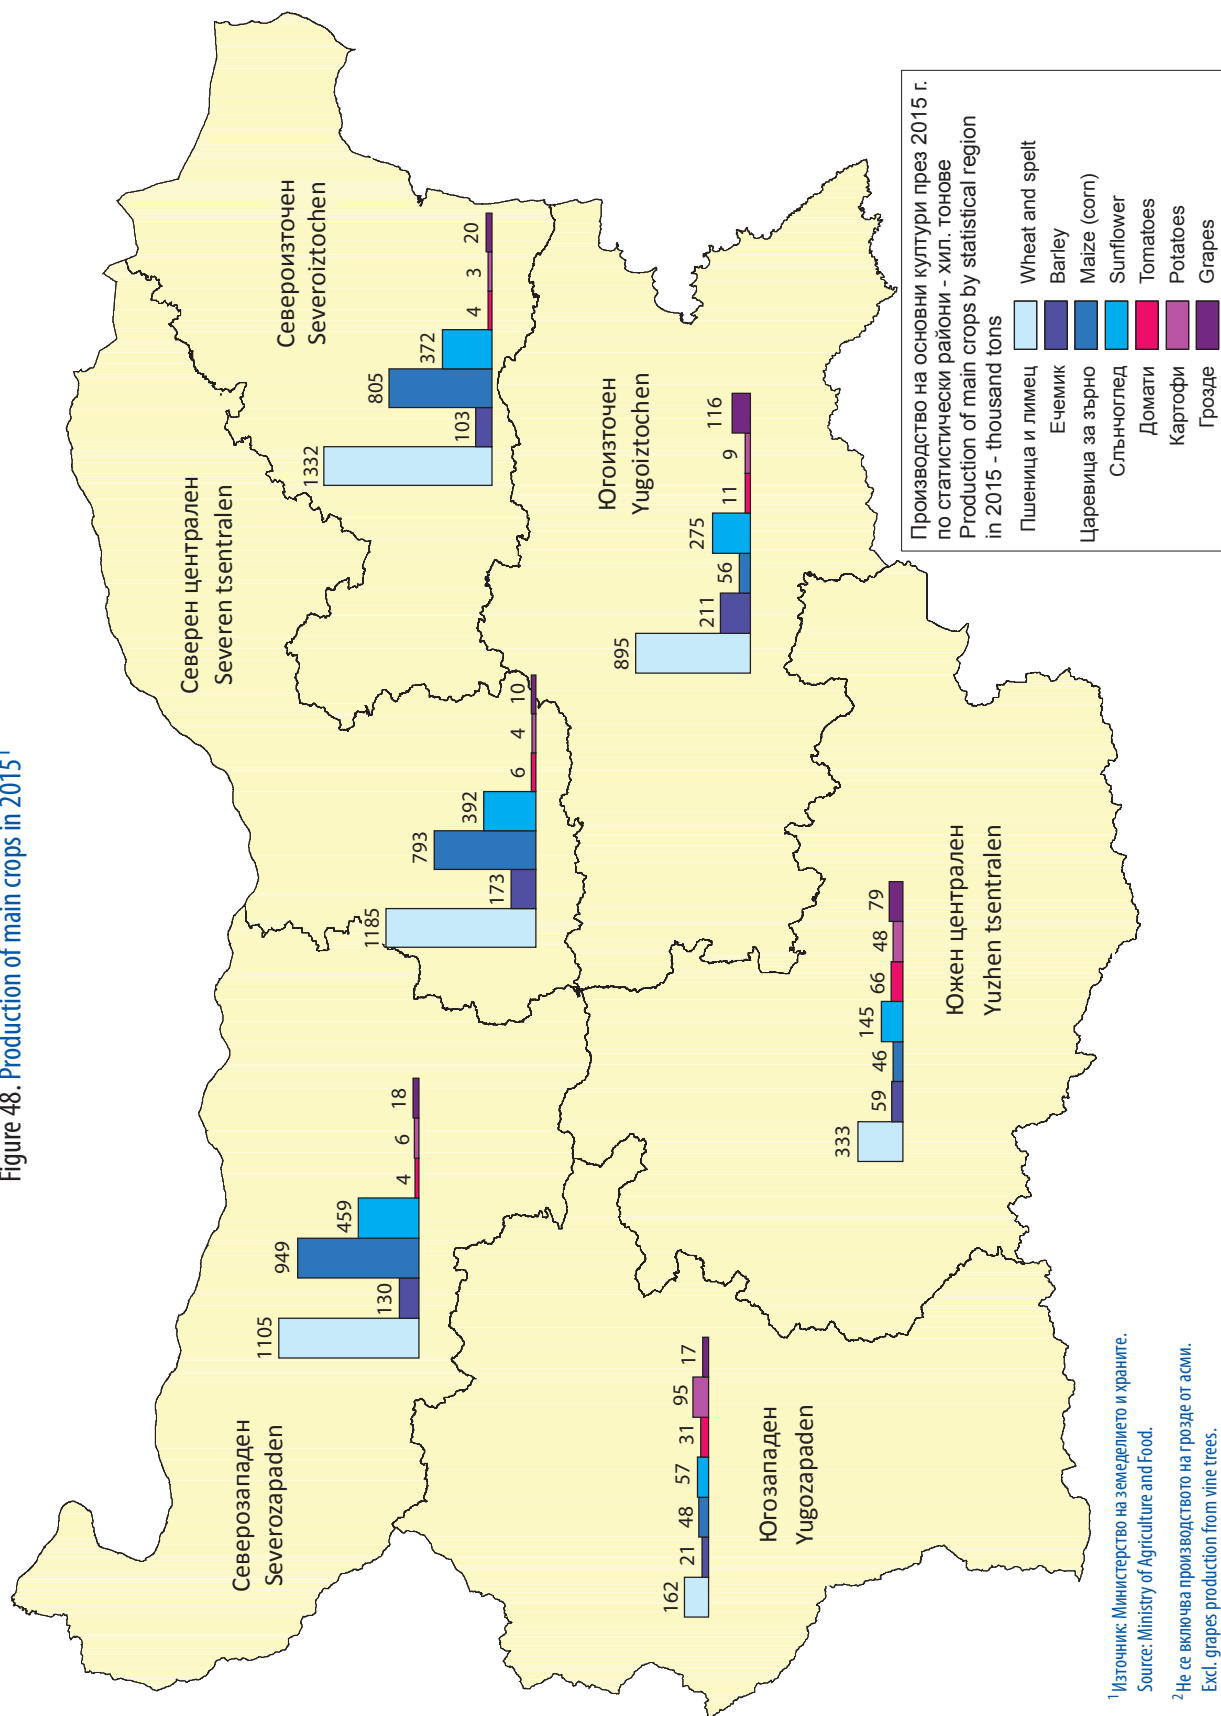 Figure 48. Production of main crops in 2015¹
Северозападен
Severozapaden
1105
130
949
459
4
6
18
Северен централен
Severen tsentralen
1185
173
793
392
6
4
10
Североизточен
Severoiztochen
1332
103
805
372
4
3
20
Югозападен
Yugozapaden
162
21
48
57
31
95
17
Южен централен
Yuzhen tsentralen
333
59
46
145
66
48
79
Югоизточен
Yugoiztochen
895
211
56
275
11
9
116
Производство на основни култури през 2015 г.
по статистически райони - хил. тонове
Production of main crops by statistical region
in 2015 - thousand tons
Пшеница и лимец Wheat and spelt
Ечемик Barley
Царевица за зърно Maize (corn)
Слънчоглед Sunflower
Домати Tomatoes
Картофи Potatoes
Грозде Grapes
¹ Източник: Министерство на земеделието и храните.
Source: Ministry of Agriculture and Food.
² Не се включва производството на грозде от асми.
Excl. grapes production from vine trees.